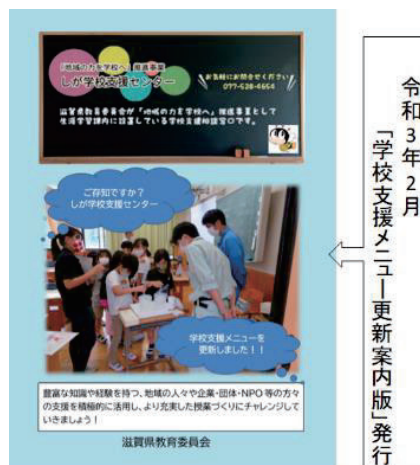 「地域の力を学校へ」推進事業
しが学校支援センター
お気軽にお問合せください
077-528-4654
滋賀県教育委員会が「地域の力を学校へ」推進事業として
生涯学習課内に設置している学校支援相談窓口です。
ご存知ですか?
しが学校支援センター
学校支援メニューを
更新しました!!
豊富な知識や経験を持つ、地域の人々や企業・団体・NPO 等の方々
の支援を積極的に活用し、より充実した授業づくりにチャレンジして
いきましょう!
滋賀県教育委員会
令和3年2月
「学校支援メニュー更新案内版」発行